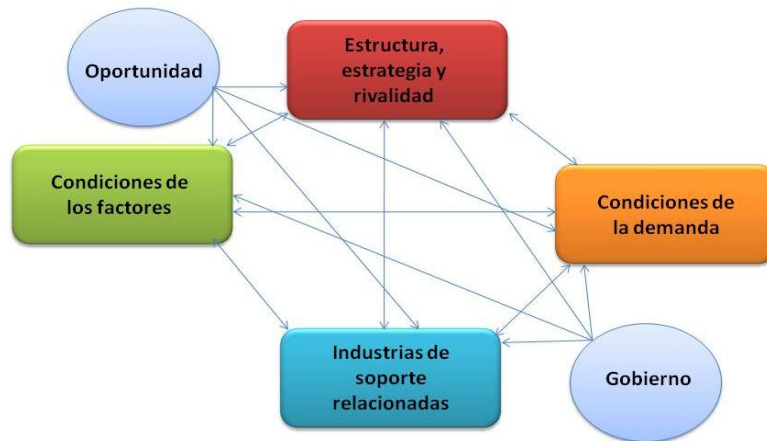 Estructura,
estrategia y
rivalidad
Oportunidad
Condiciones de
los factores
Condiciones de
la demanda
Industrias de
soporte
relacionadas
Gobierno